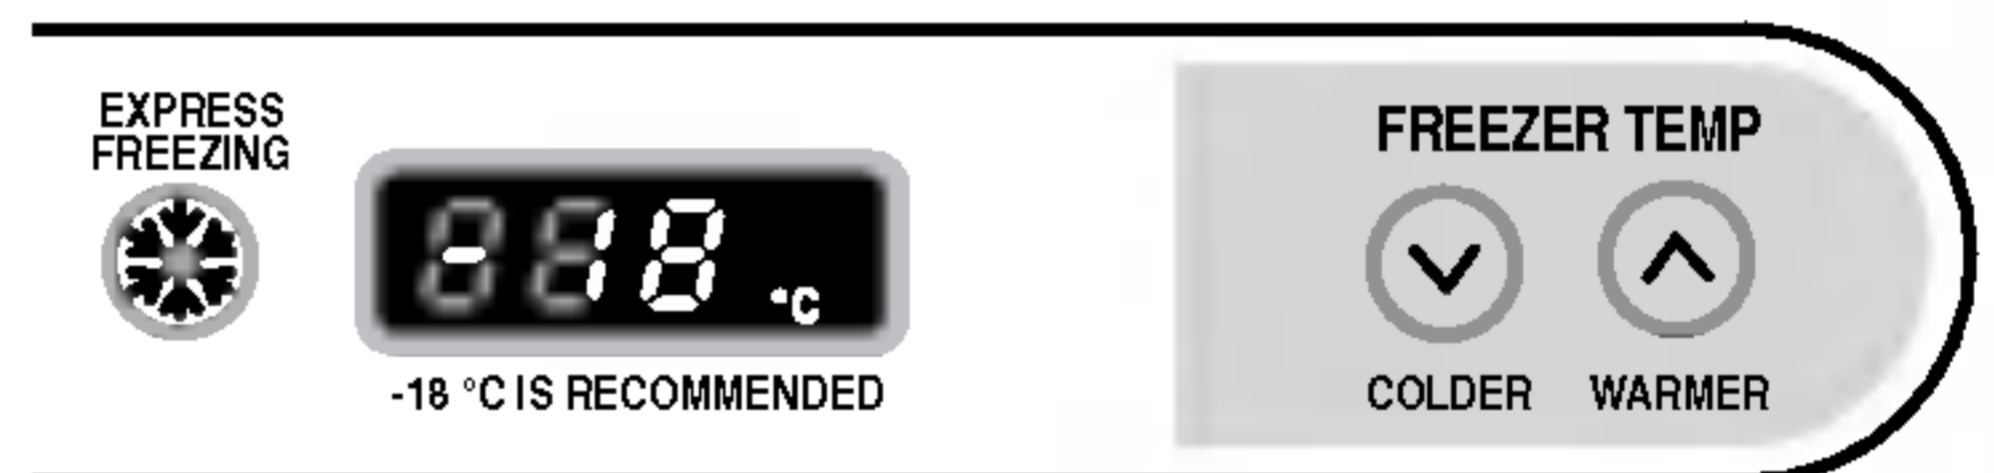 EXPRESS
FREEZING
-18 °C
-18 °C IS RECOMMENDED
FREEZER TEMP
COLDER WARMER